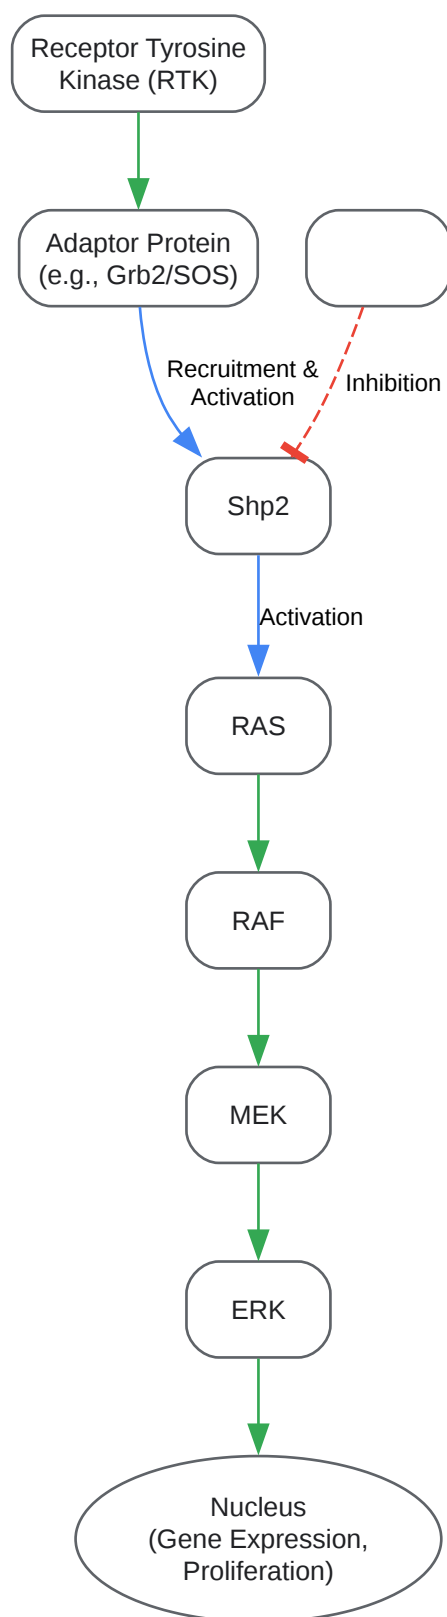 Receptor Tyrosine
Kinase (RTK)
Adaptor Protein
(e.g., Grb2/SOS)
Recruitment &
Activation
Inhibition
Shp2
Activation
RAS
RAF
MEK
ERK
Nucleus
(Gene Expression,
Proliferation)